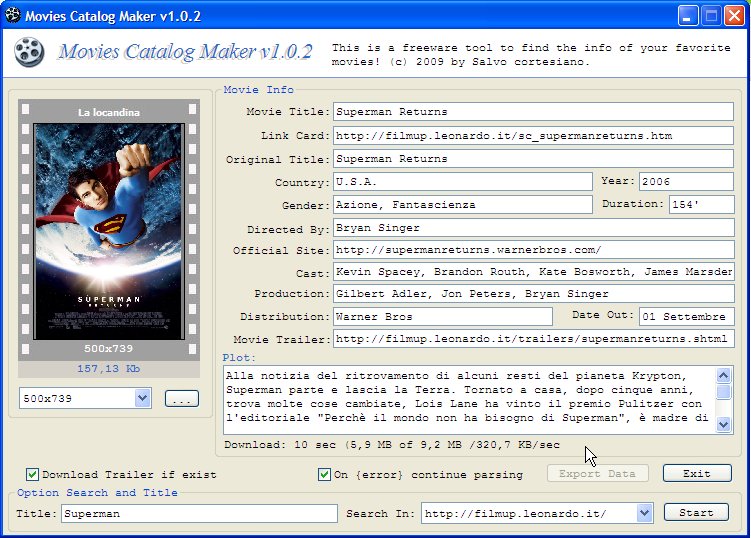 Movies Catalog Maker v1.0.2
Movies Catalog Maker v1.0.2
This is a freeware tool to find the info of your favorite
movies! (c) 2009 by Salvo cortesiano.
La locandina
SUPERMAN
500x739
157,13 Kb
500x739
...
Movie Info
Movie Title: Superman Returns
Link Card: http://filmup.leonardo.it/sc_supermanreturns.htm
Original Title: Superman Returns
Country: U.S.A. Year: 2006
Gender: Azione, Fantascienza Duration: 154'
Directed By: Bryan Singer
Official Site: http://supermanreturns.warnerbros.com/
Cast: Kevin Spacey, Brandon Routh, Kate Bosworth, James Marsden
Production: Gilbert Adler, Jon Peters, Bryan Singer
Distribution: Warner Bros Date Out: 01 Settembre
Movie Trailer: http://filmup.leonardo.it/trailers/supermanreturns.shtml
Plot:
Alla notizia del ritrovamento di alcuni resti del pianeta Krypton,
Superman parte e lascia la Terra. Tornato a casa, dopo cinque anni,
trova molte cose cambiate, Lois Lane ha vinto il premio Pulitzer con
l'editoriale "Perchè il mondo non ha bisogno di Superman", è madre di
Download: 10 sec (5,9 MB of 9,2 MB /320,7 KB/sec
Download Trailer if exist On {error} continue parsing Export Data Exit
Option Search and Title
Title: Superman Search In: http://filmup.leonardo.it/ Start